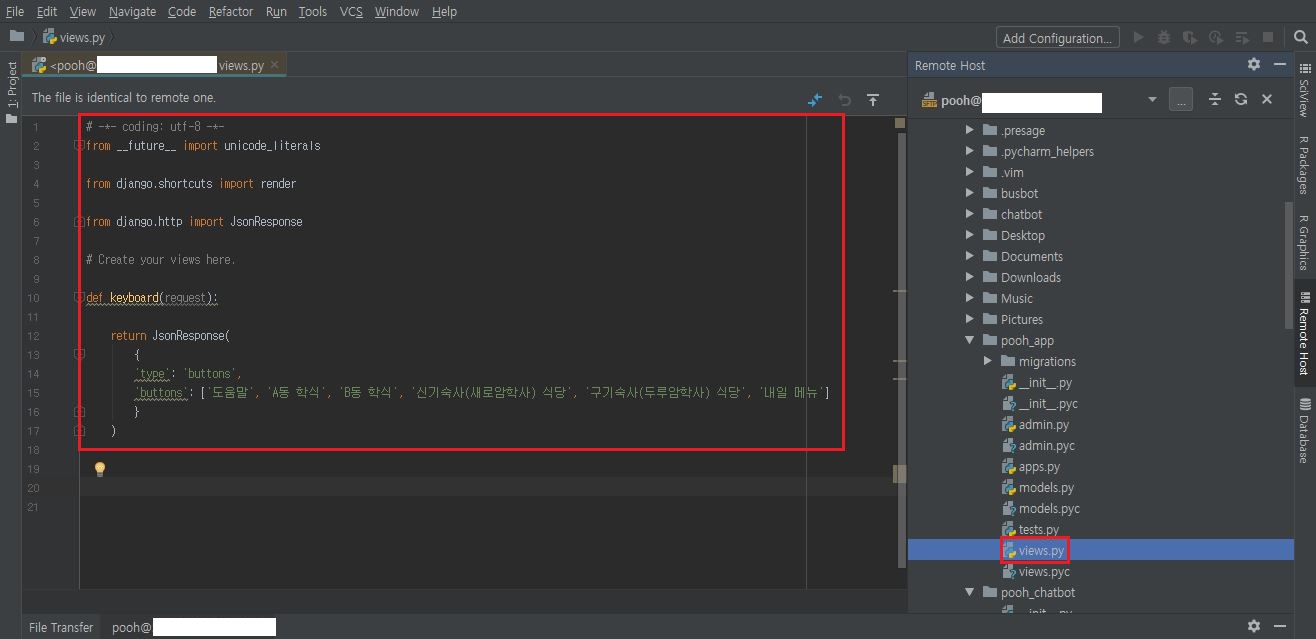 File Edit View Navigate Code Refactor Run Tools VCS Window Help
views.py
Add Configuration...
1: Project
<pooh@ views.py
The file is identical to remote one.
1 # -*- coding: utf-8 -*-
2 from __future__ import unicode_literals
3
4 from django.shortcuts import render
5
6 from django.http import JsonResponse
7
8 # Create your views here.
9
10 def keyboard(request):
11
12 return JsonResponse(
13 {
14 'type': 'buttons',
15 'buttons': ['도움말', 'A동 학식', 'B동 학식', '신기숙사(새로암학사) 식당', '구기숙사(두루암학사) 식당', '내일 메뉴']
16 }
17 )
18
19
20
21
Remote Host
SFTP pooh@
...
.presage
.pycharm_helpers
.vim
busbot
chatbot
Desktop
Documents
Downloads
Music
Pictures
pooh_app
migrations
__init__.py
__init__.pyc
admin.py
admin.pyc
apps.py
models.py
models.pyc
tests.py
views.py
views.pyc
pooh_chatbot
__init__.py
SciView
R Packages
R Graphics
Remote Host
Database
File Transfer pooh@